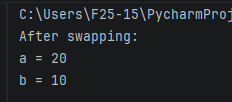 C:\Users\F25-15\PycharmProj
After swapping:
a = 20
b = 10